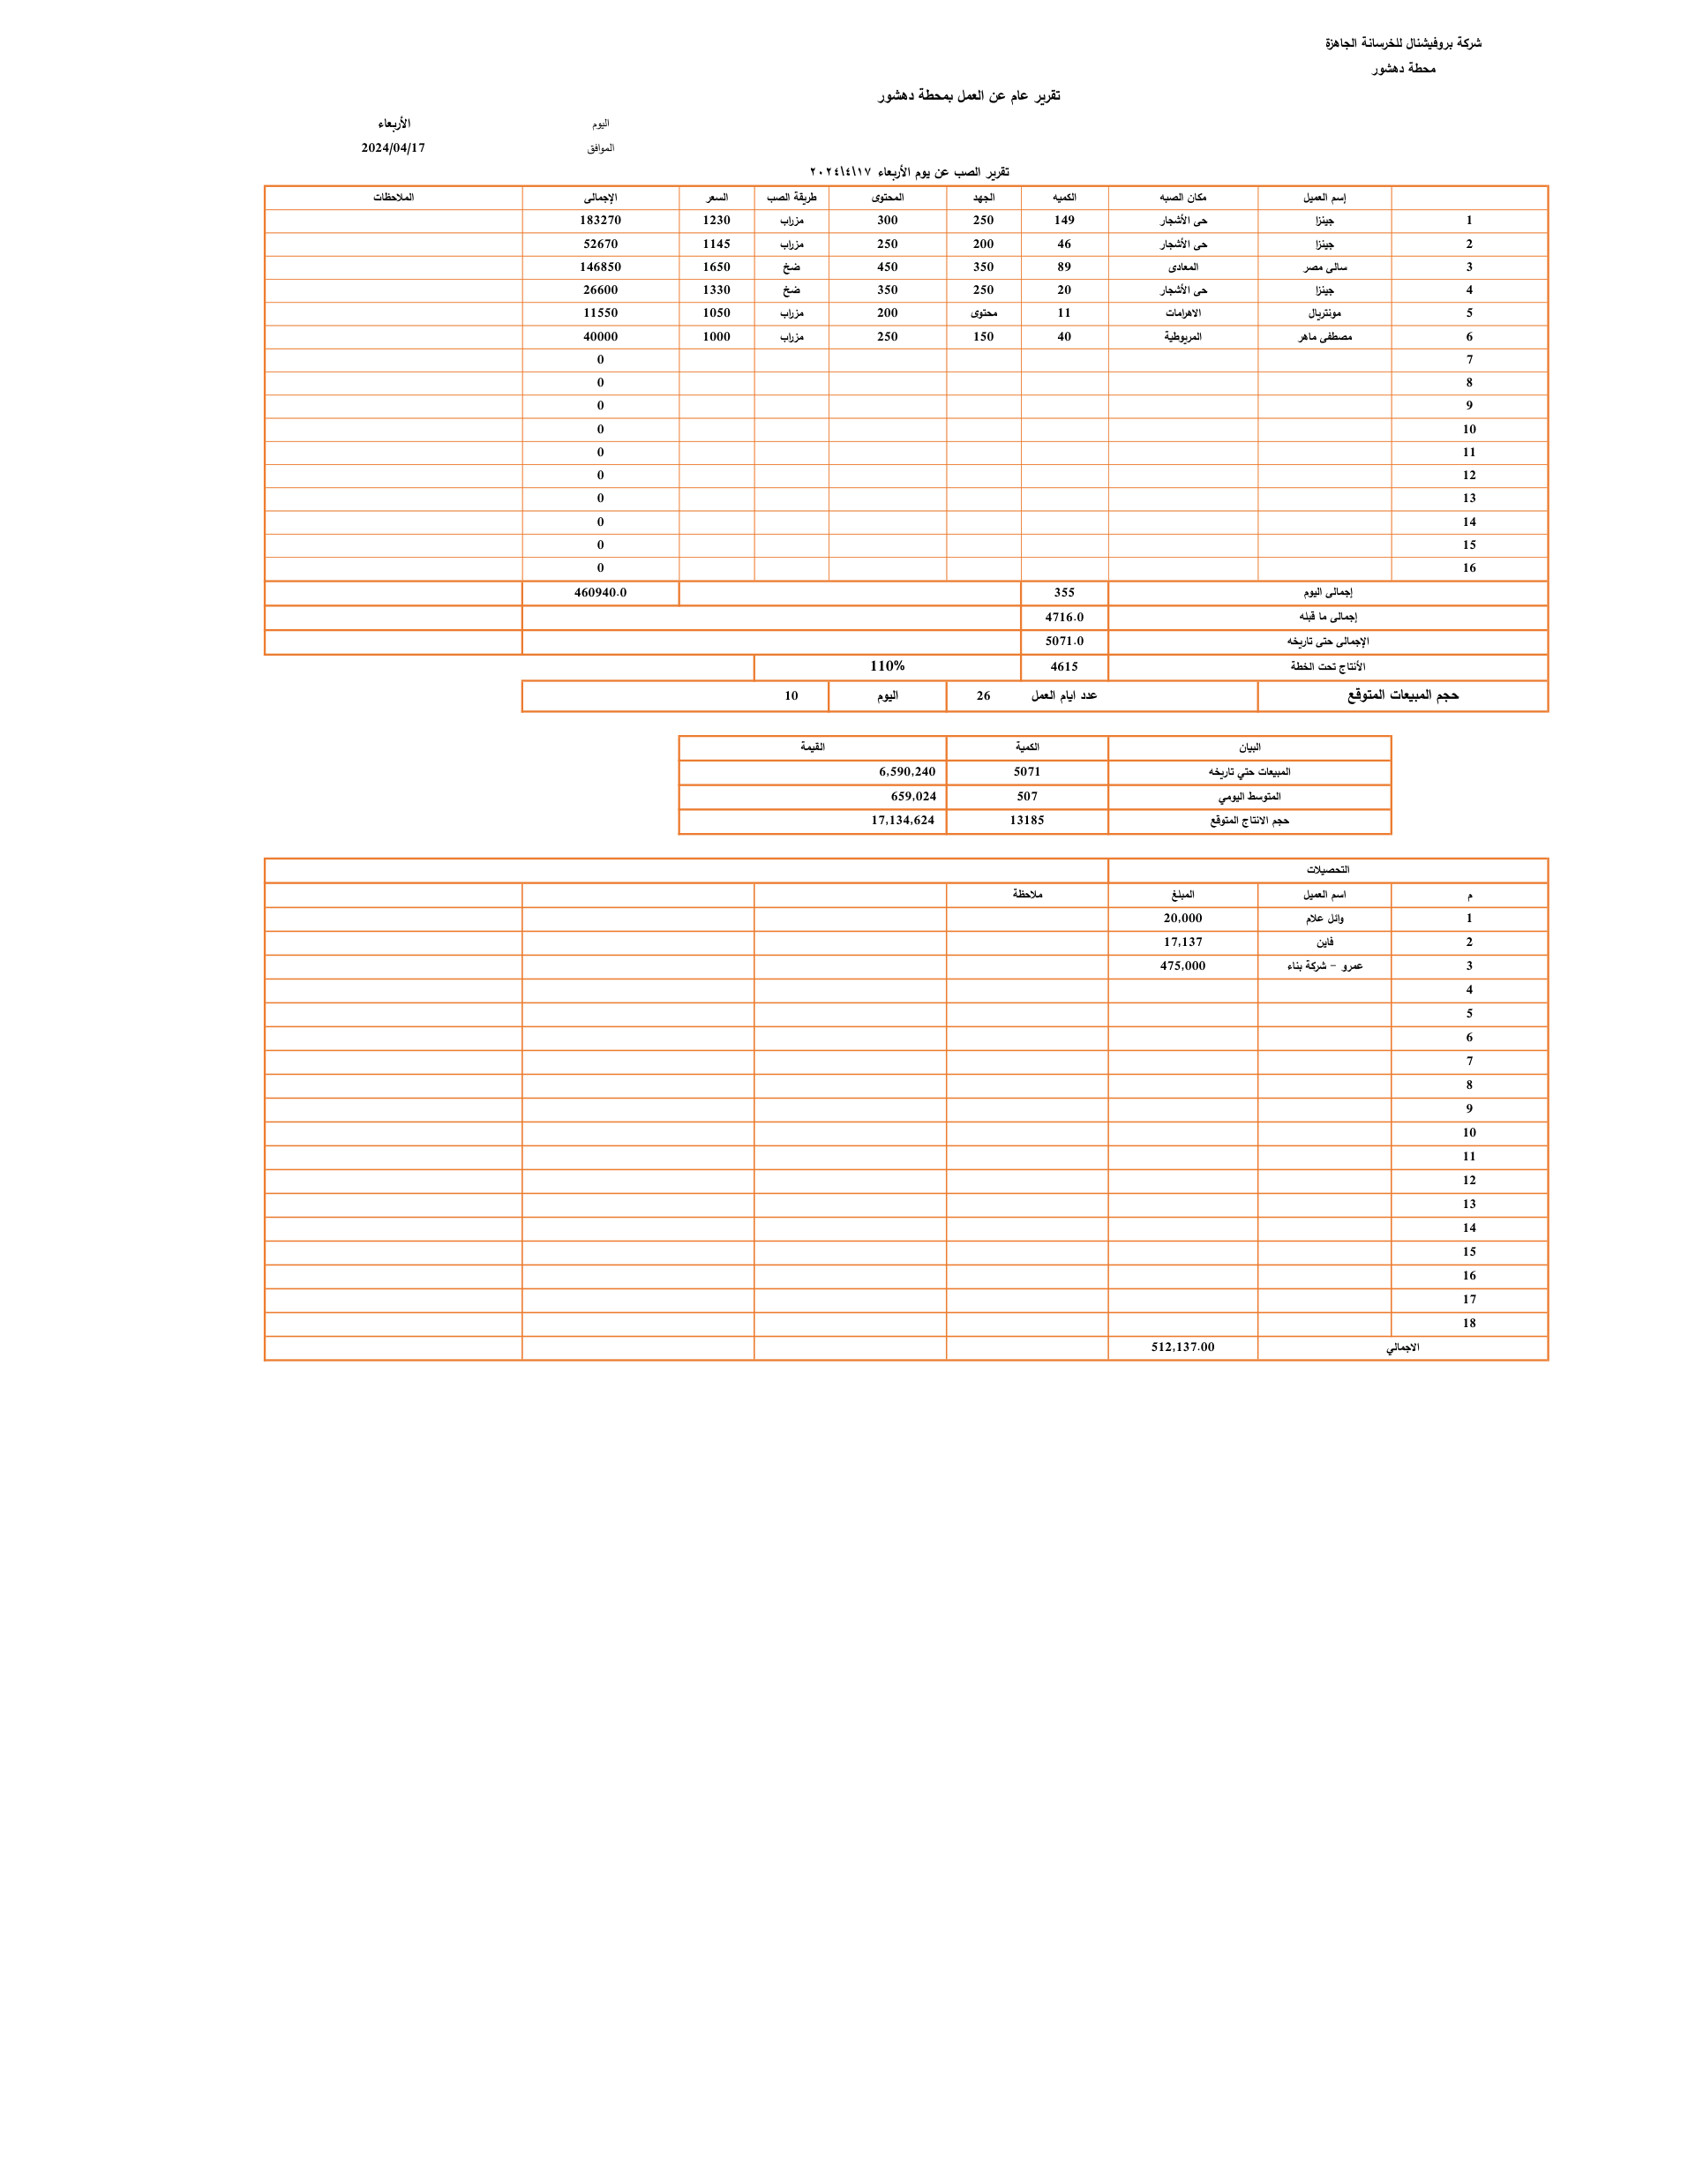 شركة بروفيشنال للخرسانة الجاهزة
محطة دهشور
تقرير عام عن العمل بمحطة دهشور
اليوم الأربعاء
الموافق 2024/04/17
تقرير الصب عن يوم الأربعاء ٢٠٢٤\٤\١٧
إسم العميل مكان الصبه الكميه الجهد المحتوى طريقة الصب السعر الإجمالى الملاحظات
1 جينزا حى الأشجار 149 250 300 مزراب 1230 183270
2 جينزا حى الأشجار 46 200 250 مزراب 1145 52670
3 سالى مصر المعادى 89 350 450 ضخ 1650 146850
4 جينزا حى الأشجار 20 250 350 ضخ 1330 26600
5 مونتريال الاهرامات 11 محتوى 200 مزراب 1050 11550
6 مصطفى ماهر المريوطية 40 150 250 مزراب 1000 40000
7 0
8 0
9 0
10 0
11 0
12 0
13 0
14 0
15 0
16 0
إجمالى اليوم 355 460940.0
إجمالى ما قبله 4716.0
الإجمالى حتى تاريخه 5071.0
الأنتاج تحت الخطة 4615 110%
حجم المبيعات المتوقع عدد ايام العمل 26 اليوم 10
البيان الكمية القيمة
المبيعات حتي تاريخه 5071 6,590,240
المتوسط اليومي 507 659,024
حجم الانتاج المتوقع 13185 17,134,624
التحصيلات
م اسم العميل المبلغ ملاحظة
1 وائل علام 20,000
2 فاين 17,137
3 عمرو - شركة بناء 475,000
4
5
6
7
8
9
10
11
12
13
14
15
16
17
18
الاجمالي 512,137.00